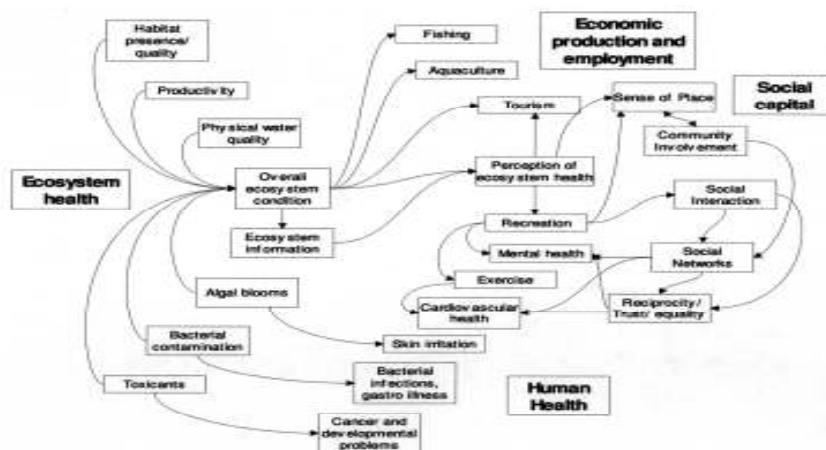 Habitat
presence/
quality
Productivity
Physical water
quality
Ecosystem
health
Overall
ecosystem
condition
Ecosystem
information
Algal blooms
Bacterial
contamination
Toxicants
Fishing
Aquaculture
Tourism
Perception of
ecosystem health
Recreation
Mental health
Exercise
Cardiovascular
health
Skin irritation
Bacterial
infections,
gastro illness
Cancer and
developmental
problems
Economic
production and
employment
Sense of Place
Social
capital
Community
Involvement
Social
Interaction
Social
Networks
Reciprocity/
Trust/ equality
Human
Health